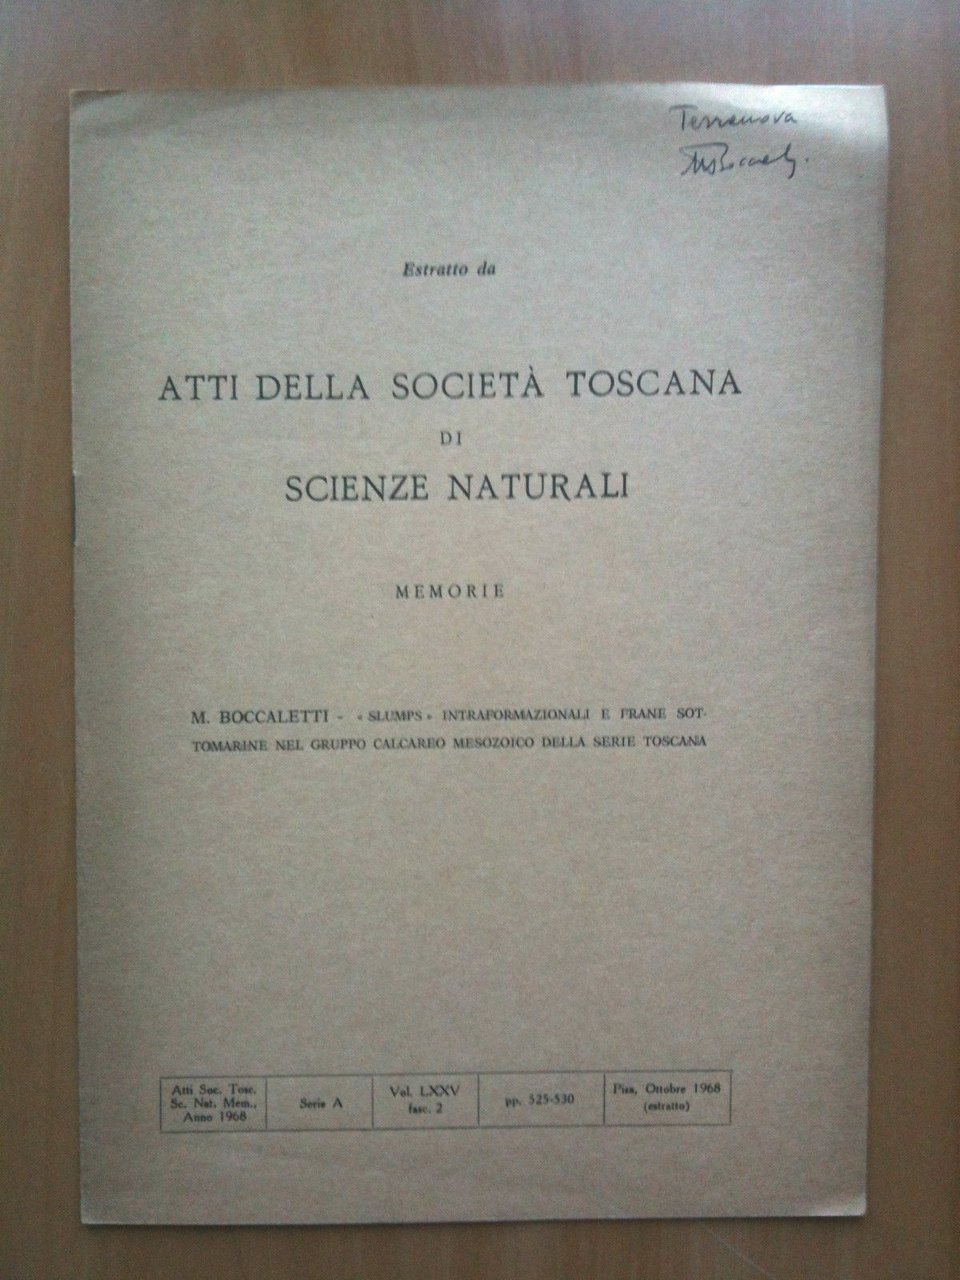 Terranova
MBoccaletti.
Estratto da
ATTI DELLA SOCIETÀ TOSCANA
DI
SCIENZE NATURALI
MEMORIE
M. BOCCALETTI - « SLUMPS » INTRAFORMAZIONALI E FRANE SOT-
TOMARINE NEL GRUPPO CALCAREO MESOZOICO DELLA SERIE TOSCANA
Atti Soc. Tosc.
Sc. Nat. Mem.,
Anno 1968
Serie A
Vol. LXXV
fasc. 2
pp. 525-530
Pisa, Ottobre 1968
(estratto)